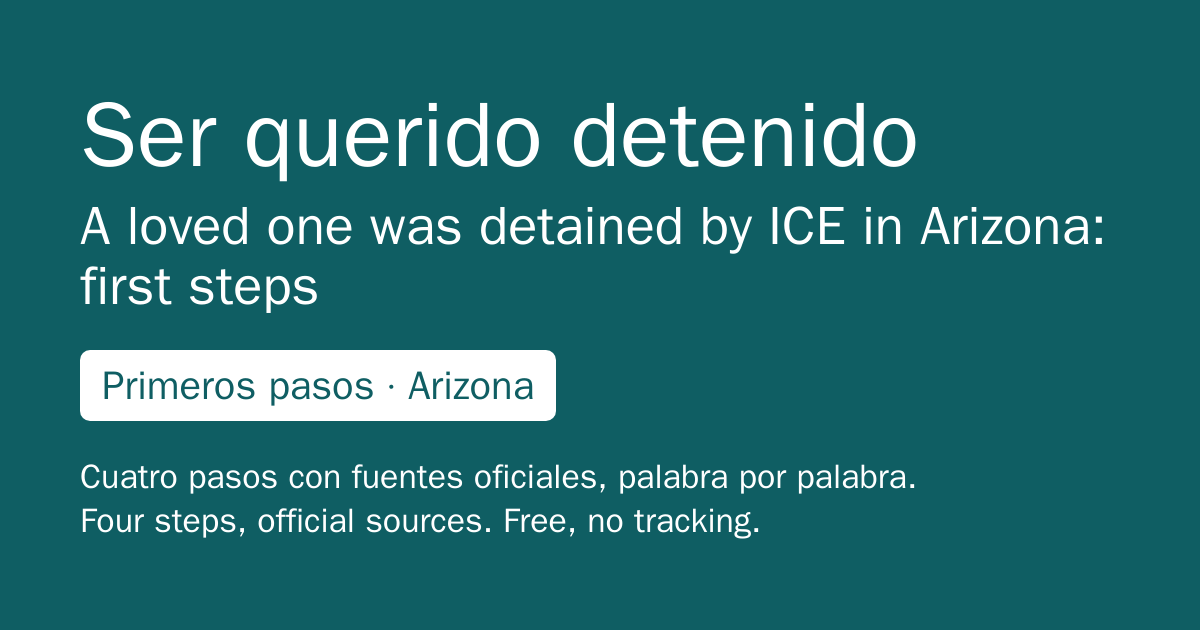 Ser querido detenido
A loved one was detained by ICE in Arizona:
first steps
Primeros pasos · Arizona
Cuatro pasos con fuentes oficiales, palabra por palabra.
Four steps, official sources. Free, no tracking.